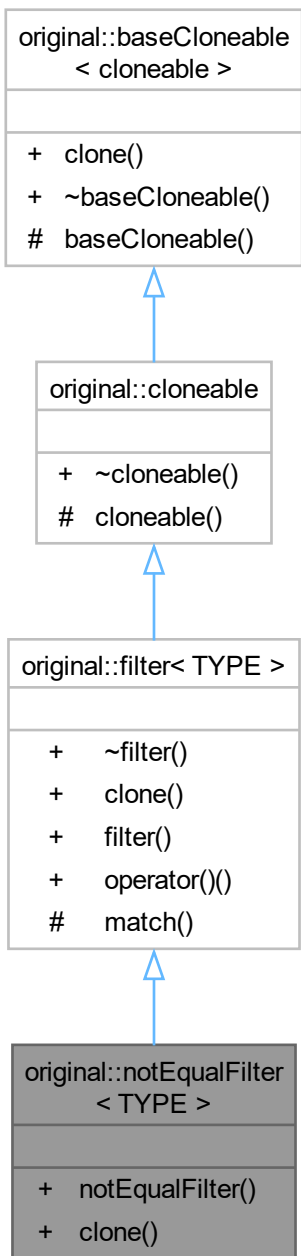 original::baseCloneable
< cloneable >
+ clone()
+ ~baseCloneable()
# baseCloneable()
original::cloneable
+ ~cloneable()
# cloneable()
original::filter< TYPE >
+ ~filter()
+ clone()
+ filter()
+ operator()()
# match()
original::notEqualFilter
< TYPE >
+ notEqualFilter()
+ clone()